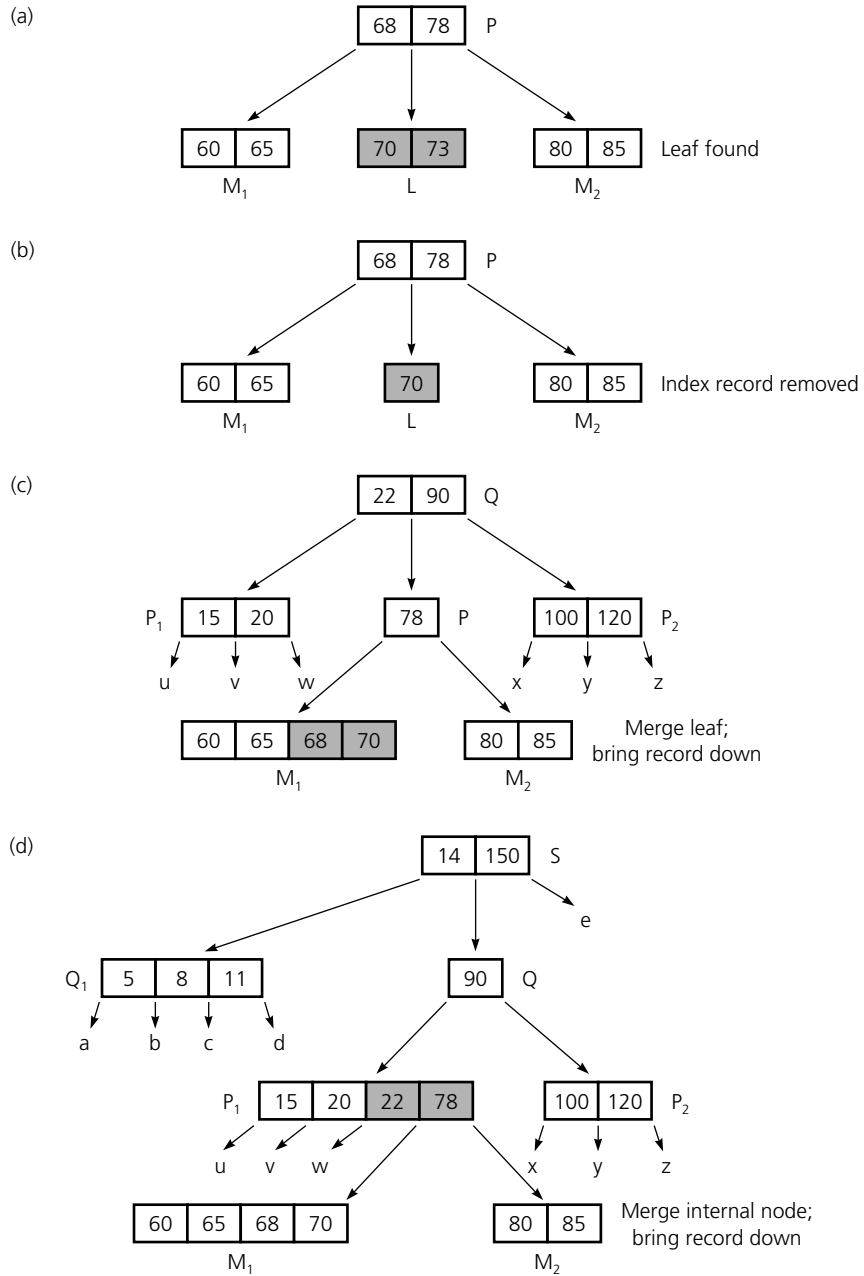 (a)
68 78 P
60 65 70 73 80 85 Leaf found
M₁ L M₂
(b)
68 78 P
60 65 70 80 85 Index record removed
M₁ L M₂
(c)
22 90 Q
P₁ 15 20 78 P 100 120 P₂
u v w x y z
60 65 68 70 80 85 Merge leaf;
bring record down
M₁ M₂
(d)
14 150 S
e
Q₁ 5 8 11 90 Q
a b c d
P₁ 15 20 22 78 100 120 P₂
u v w x y z
60 65 68 70 80 85 Merge internal node;
bring record down
M₁ M₂